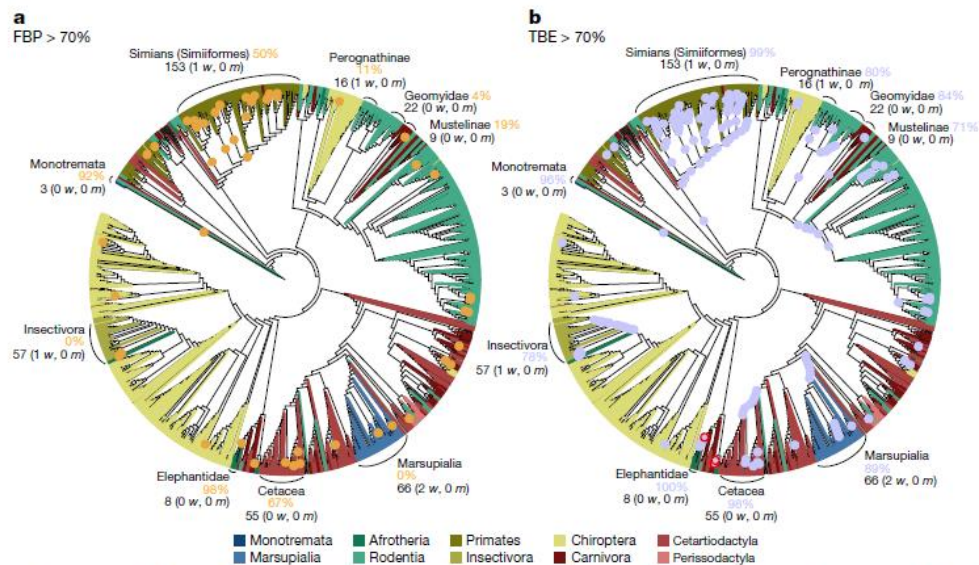 a
FBP > 70%
Simians (Simiiformes) 50%
153 (1 w, 0 m)
Perognathinae
11%
16 (1 w, 0 m)
Geomyidae 4%
22 (0 w, 0 m)
Mustelinae 19%
9 (0 w, 0 m)
Monotremata
92%
3 (0 w, 0 m)
Insectivora
0%
57 (1 w, 0 m)
Elephantidae
98%
8 (0 w, 0 m)
Cetacea
67%
55 (0 w, 0 m)
Marsupialia
0%
66 (2 w, 0 m)
b
TBE > 70%
Simians (Simiiformes) 99%
153 (1 w, 0 m)
Perognathinae 80%
16 (1 w, 0 m)
Geomyidae 84%
22 (0 w, 0 m)
Mustelinae 71%
9 (0 w, 0 m)
Monotremata
96%
3 (0 w, 0 m)
Insectivora
78%
57 (1 w, 0 m)
Elephantidae
100%
8 (0 w, 0 m)
Cetacea
98%
55 (0 w, 0 m)
Marsupialia
89%
66 (2 w, 0 m)
Monotremata Afrotheria Primates Chiroptera Cetartiodactyla
Marsupialia Rodentia Insectivora Carnivora Perissodactyla